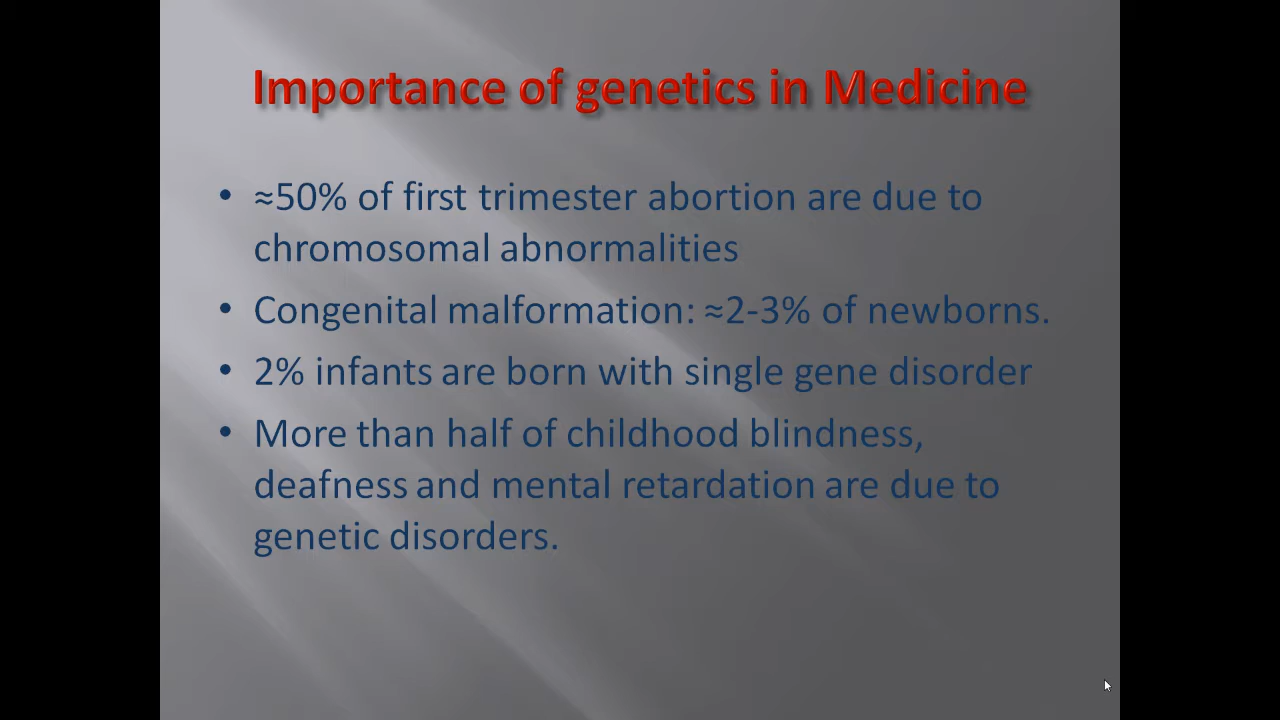 Importance of genetics in Medicine
• ≈50% of first trimester abortion are due to
chromosomal abnormalities
• Congenital malformation: ≈2-3% of newborns.
• 2% infants are born with single gene disorder
• More than half of childhood blindness,
deafness and mental retardation are due to
genetic disorders.